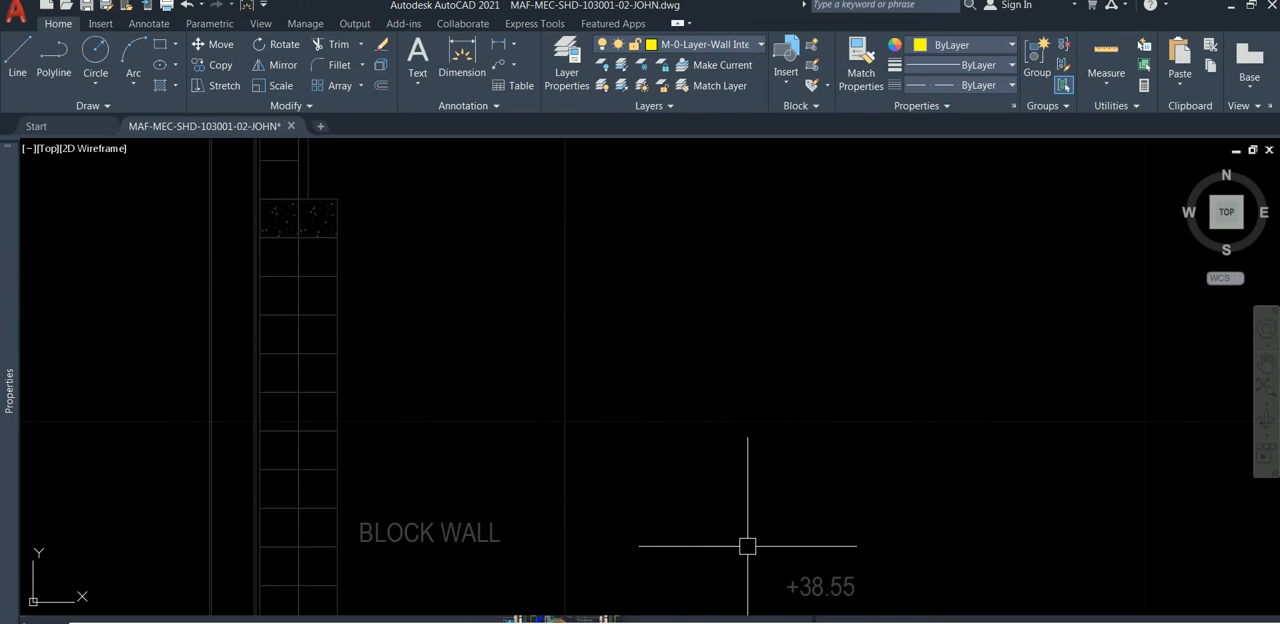 Autodesk AutoCAD 2021 MAF-MEC-SHD-103001-02-JOHN.dwg
Type a keyword or phrase
Sign In
Home Insert Annotate Parametric View Manage Output Add-ins Collaborate Express Tools Featured Apps
Line Polyline Circle Arc
Move Rotate Trim
Copy Mirror Fillet
Stretch Scale Array
Text Dimension Table
Layer Properties
M-0-Layer-Wall Inte
Make Current
Match Layer
Insert
Match Properties
ByLayer
ByLayer
ByLayer
Group
Measure
Paste
Base
Draw Modify Annotation Layers Block Properties Groups Utilities Clipboard View
Start MAF-MEC-SHD-103001-02-JOHN*
[−][Top][2D Wireframe]
N
W TOP E
S
WCS
Properties
BLOCK WALL
+38.55
Y
X